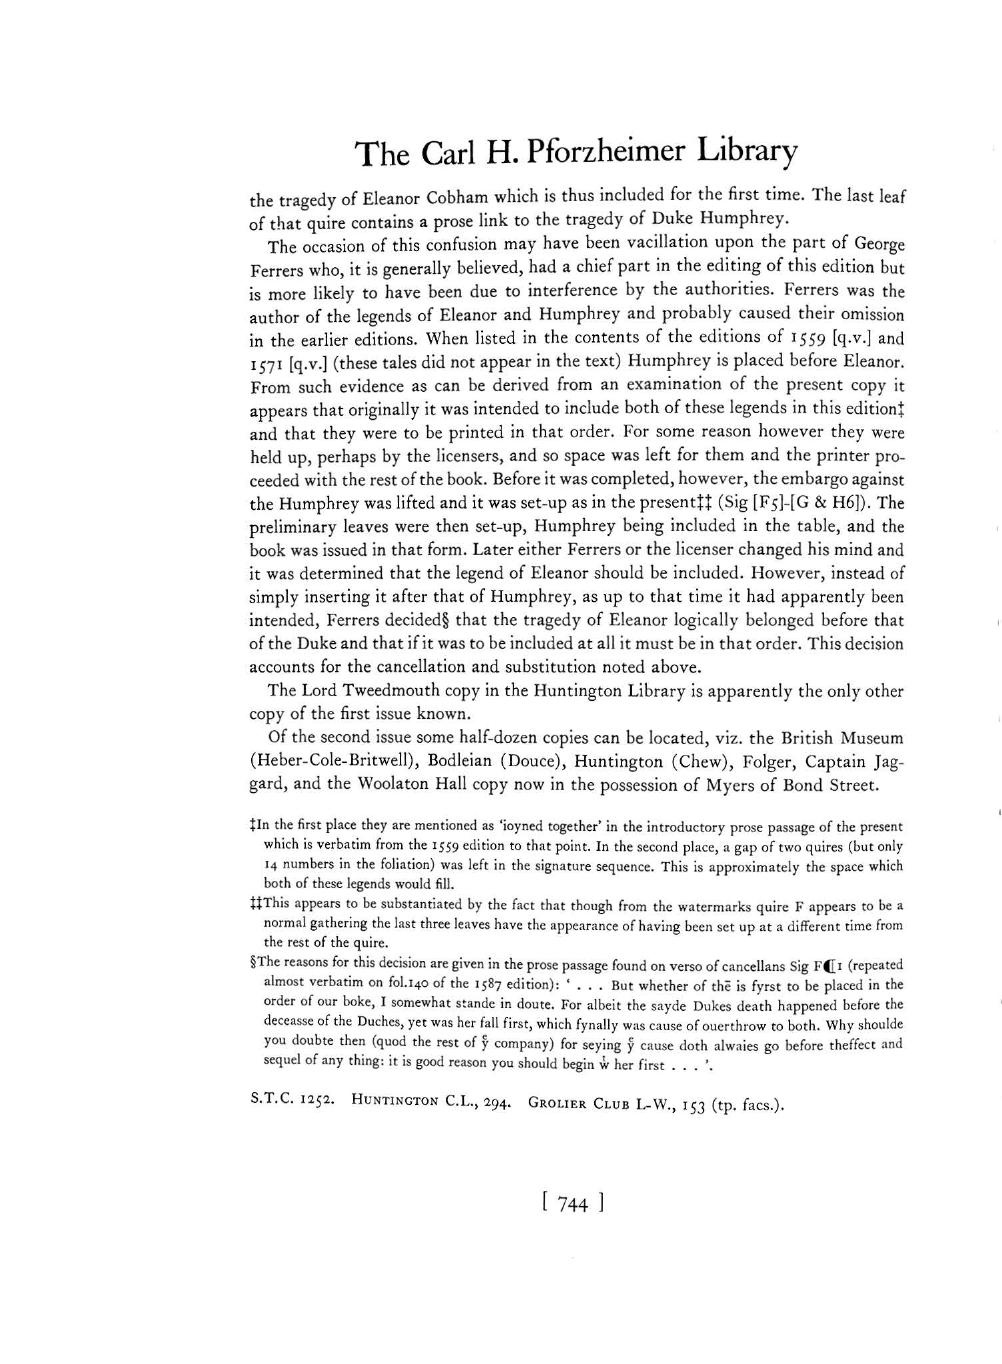 The Carl H. Pforzheimer Library
the tragedy of Eleanor Cobham which is thus included for the first time. The last leaf
of that quire contains a prose link to the tragedy of Duke Humphrey.
The occasion of this confusion may have been vacillation upon the part of George
Ferrers who, it is generally believed, had a chief part in the editing of this edition but
is more likely to have been due to interference by the authorities. Ferrers was the
author of the legends of Eleanor and Humphrey and probably caused their omission
in the earlier editions. When listed in the contents of the editions of 1559 [q.v.] and
1571 [q.v.] (these tales did not appear in the text) Humphrey is placed before Eleanor.
From such evidence as can be derived from an examination of the present copy it
appears that originally it was intended to include both of these legends in this edition‡
and that they were to be printed in that order. For some reason however they were
held up, perhaps by the licensers, and so space was left for them and the printer pro-
ceeded with the rest of the book. Before it was completed, however, the embargo against
the Humphrey was lifted and it was set-up as in the present‡‡ (Sig [F5]-[G & H6]). The
preliminary leaves were then set-up, Humphrey being included in the table, and the
book was issued in that form. Later either Ferrers or the licenser changed his mind and
it was determined that the legend of Eleanor should be included. However, instead of
simply inserting it after that of Humphrey, as up to that time it had apparently been
intended, Ferrers decided§ that the tragedy of Eleanor logically belonged before that
of the Duke and that if it was to be included at all it must be in that order. This decision
accounts for the cancellation and substitution noted above.
The Lord Tweedmouth copy in the Huntington Library is apparently the only other
copy of the first issue known.
Of the second issue some half-dozen copies can be located, viz. the British Museum
(Heber-Cole-Britwell), Bodleian (Douce), Huntington (Chew), Folger, Captain Jag-
gard, and the Woolaton Hall copy now in the possession of Myers of Bond Street.
‡In the first place they are mentioned as 'ioyned together' in the introductory prose passage of the present
which is verbatim from the 1559 edition to that point. In the second place, a gap of two quires (but only
14 numbers in the foliation) was left in the signature sequence. This is approximately the space which
both of these legends would fill.
‡‡This appears to be substantiated by the fact that though from the watermarks quire F appears to be a
normal gathering the last three leaves have the appearance of having been set up at a different time from
the rest of the quire.
§The reasons for this decision are given in the prose passage found on verso of cancellans Sig F¶[1 (repeated
almost verbatim on fol.140 of the 1587 edition): ' . . . But whether of thē is fyrst to be placed in the
order of our boke, I somewhat stande in doute. For albeit the sayde Dukes death happened before the
deceasse of the Duches, yet was her fall first, which fynally was cause of ouerthrow to both. Why shoulde
you doubte then (quod the rest of yͤ company) for seying yͤ cause doth alwaies go before theffect and
sequel of any thing: it is good reason you should begin wͭ her first . . . '.
S.T.C. 1252. HUNTINGTON C.L., 294. GROLIER CLUB L-W., 153 (tp. facs.).
[ 744 ]